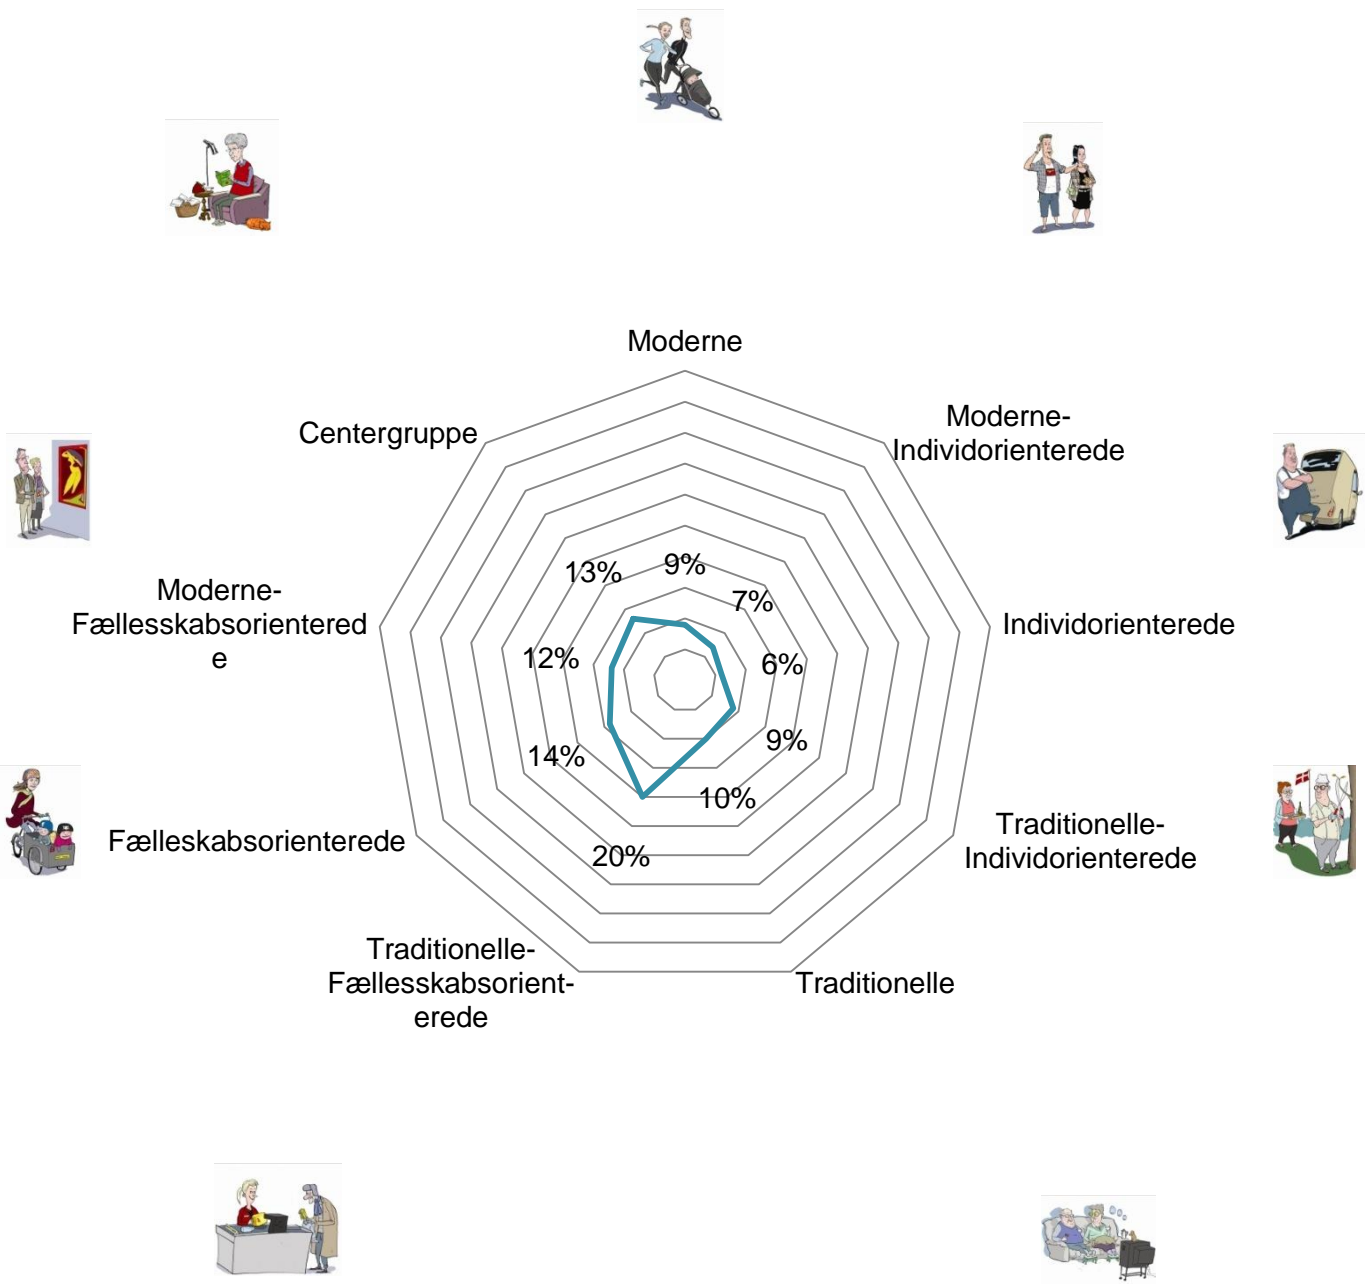 Moderne
Moderne-
Individorienterede
Centergruppe
13%
9%
7%
Moderne-
Fællesskabsorientered
e
Individorienterede
12%
6%
14%
9%
10%
Fælleskabsorienterede
Traditionelle-
Individorienterede
20%
Traditionelle-
Fællesskabsorient-
erede
Traditionelle